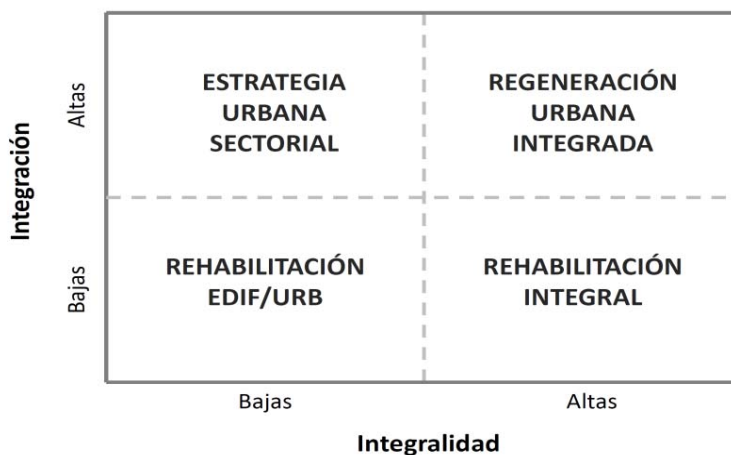 Integración
Altas
Bajas
ESTRATEGIA
URBANA
SECTORIAL
REGENERACIÓN
URBANA
INTEGRADA
REHABILITACIÓN
EDIF/URB
REHABILITACIÓN
INTEGRAL
Bajas
Altas
Integralidad